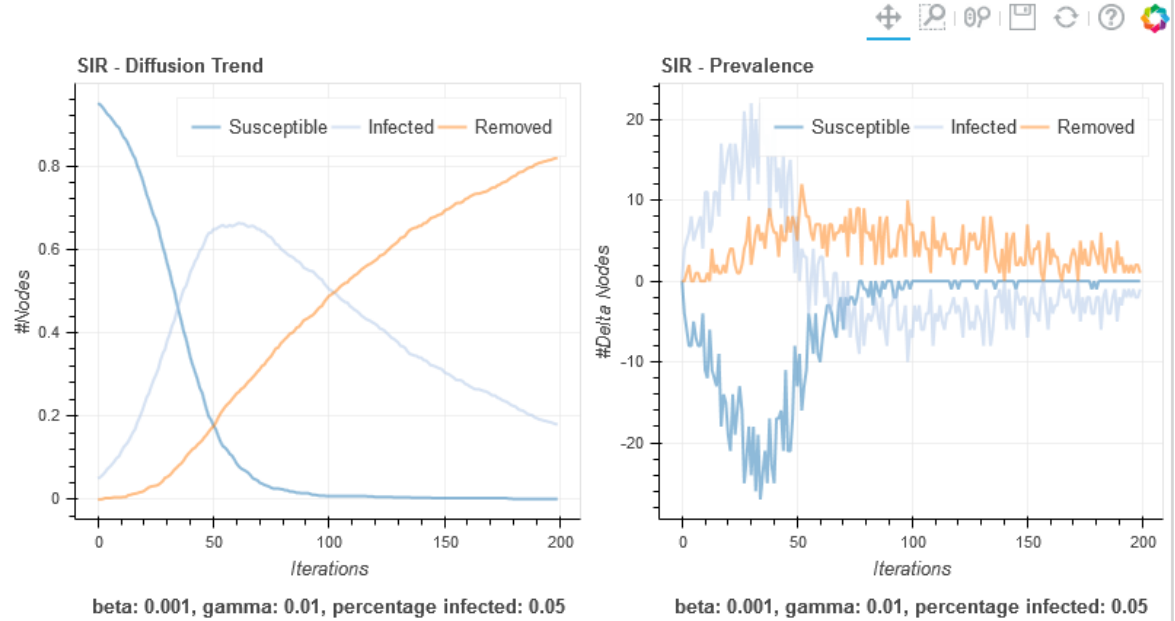 SIR - Diffusion Trend
Susceptible Infected Removed
0.8
0.6
0.4
0.2
0
#Nodes
0 50 100 150 200
Iterations
beta: 0.001, gamma: 0.01, percentage infected: 0.05
SIR - Prevalence
Susceptible Infected Removed
20
10
0
-10
-20
#Delta Nodes
0 50 100 150 200
Iterations
beta: 0.001, gamma: 0.01, percentage infected: 0.05